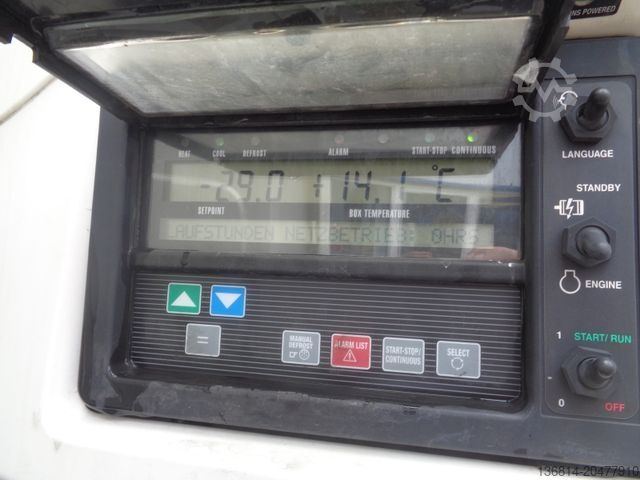 NS POWERED
HEAT COOL DEFROST ALARM START-STOP CONTINUOUS
-29.0 +14.1 °C
SETPOINT BOX TEMPERATURE
LAUFSTUNDEN NETZBETRIEB: 0HRS
MANUAL DEFROST
ALARM LIST
START-STOP/ CONTINUOUS
SELECT
=
LANGUAGE
STANDBY
ENGINE
1 START/RUN
0 OFF
136814-20477910